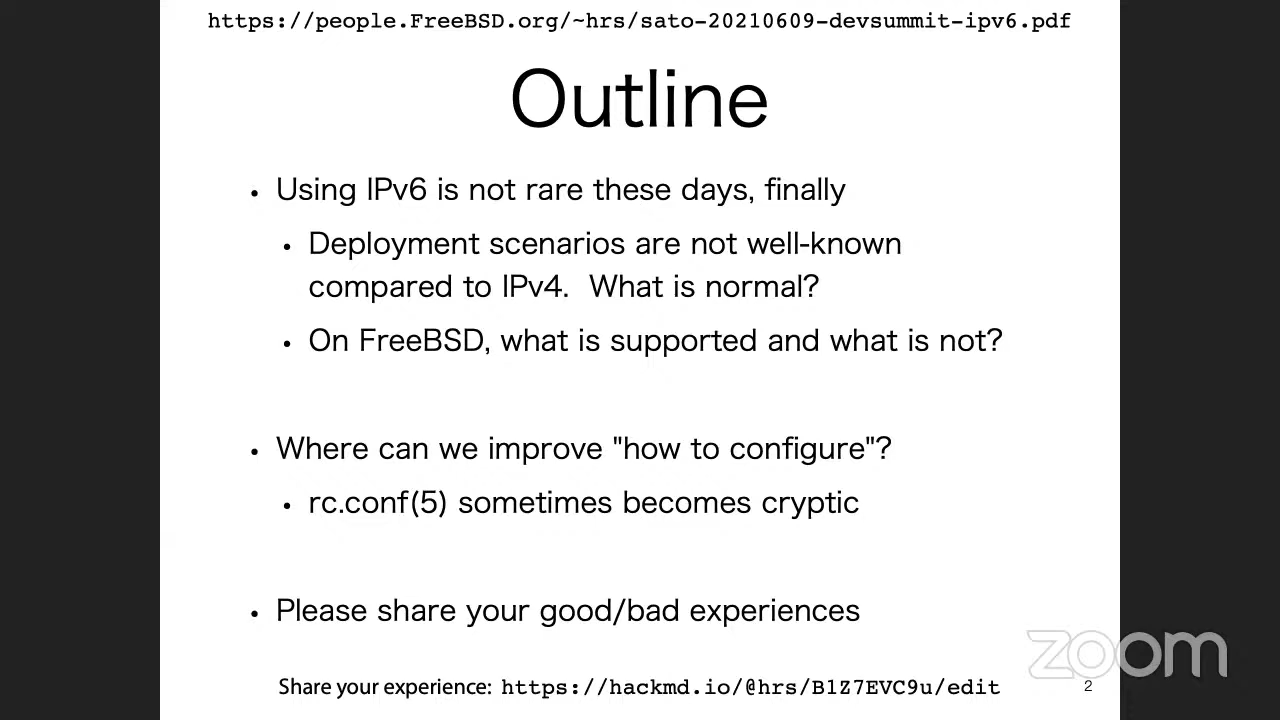 https://people.FreeBSD.org/~hrs/sato-20210609-devsummit-ipv6.pdf
Outline
• Using IPv6 is not rare these days, finally
• Deployment scenarios are not well-known
compared to IPv4.  What is normal?
• On FreeBSD, what is supported and what is not?
• Where can we improve "how to configure"?
• rc.conf(5) sometimes becomes cryptic
• Please share your good/bad experiences
zoom
Share your experience: https://hackmd.io/@hrs/B1Z7EVC9u/edit
2